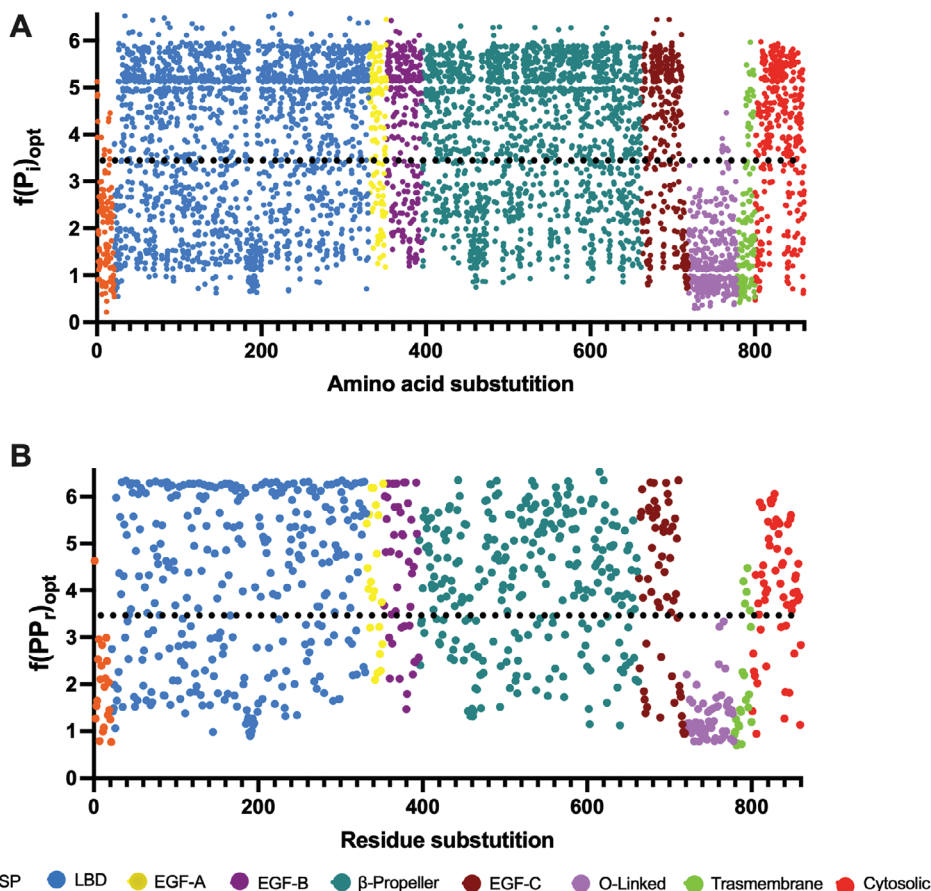 A
f(Pi)opt
6
5
4
3
2
1
0
0 200 400 600 800
Amino acid substutition
B
f(PPr)opt
6
5
4
3
2
1
0
0 200 400 600 800
Residue substutition
SP LBD EGF-A EGF-B β-Propeller EGF-C O-Linked Trasmembrane Cytosolic